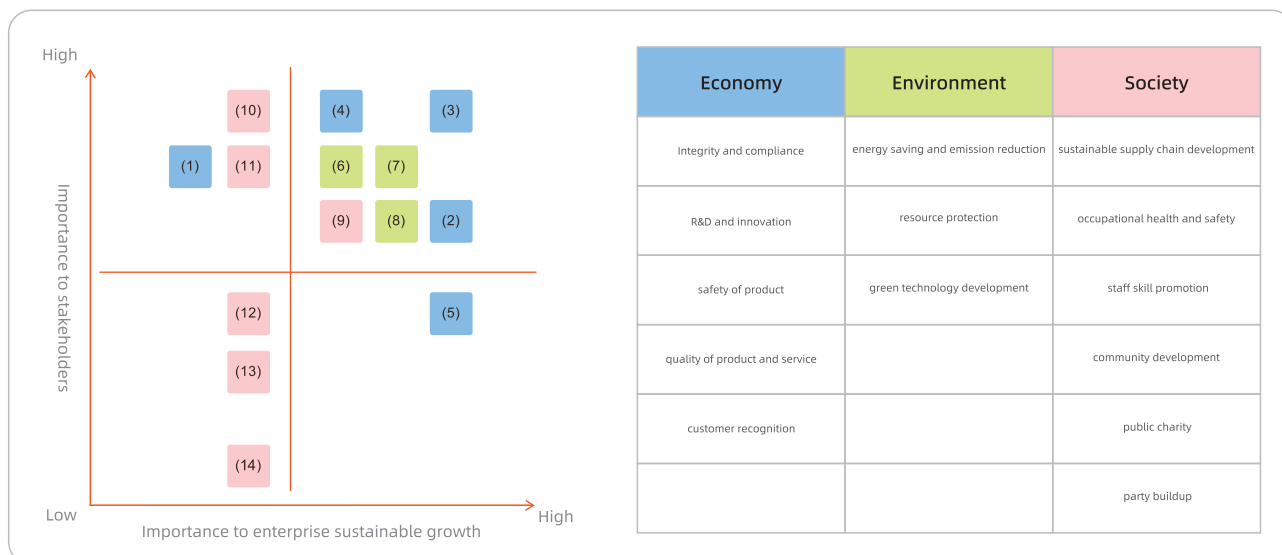 High
(10)
(4)
(3)
(1)
(11)
(6)
(7)
(9)
(8)
(2)
(12)
(5)
(13)
(14)
Importance to stakeholders
Low
High
Importance to enterprise sustainable growth
Economy Environment Society
Integrity and compliance energy saving and emission reduction sustainable supply chain development
R&D and innovation resource protection occupational health and safety
safety of product green technology development staff skill promotion
quality of product and service community development
customer recognition public charity
party buildup